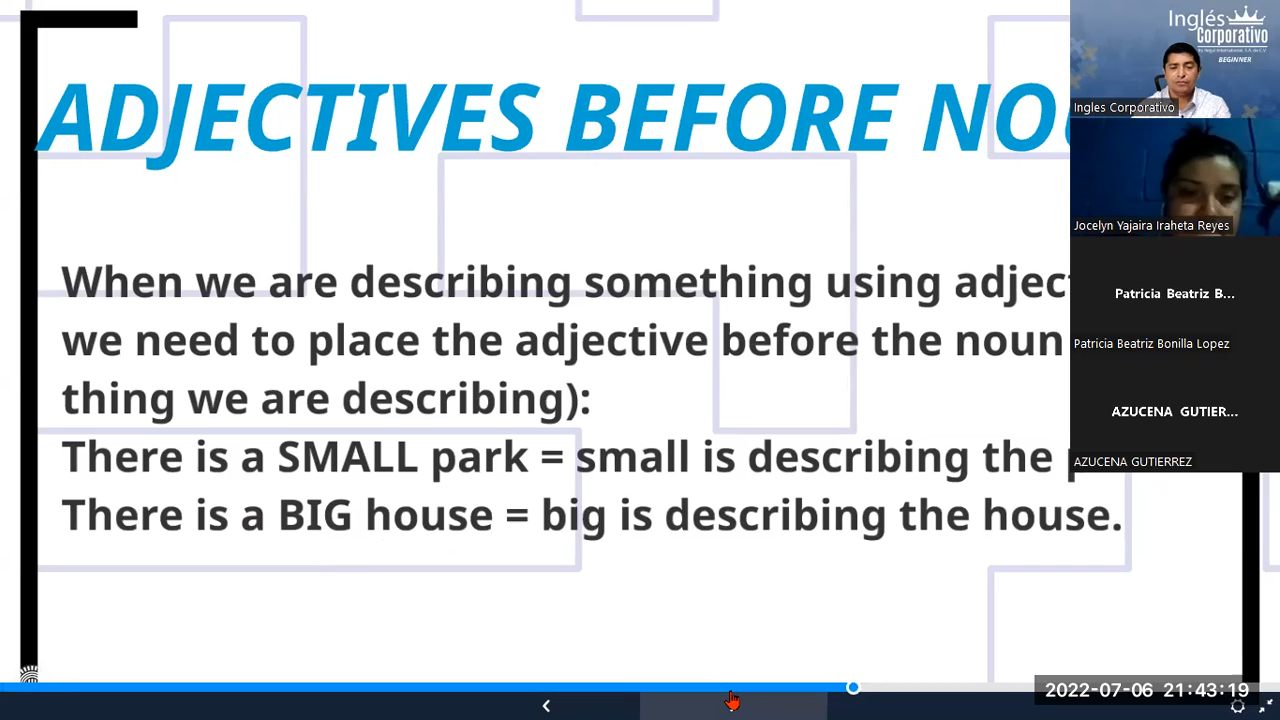 ADJECTIVES BEFORE
When we are describing something using
we need to place the adjective before the noun
thing we are describing):
There is a SMALL park = small is describing the
There is a BIG house = big is describing the house.
Inglés
Corporativo
BEGINNER
Ingles Corporativo
Jocelyn Yajaira Iraheta Reyes
Patricia Beatriz B...
Patricia Beatriz Bonilla Lopez
AZUCENA GUTIER...
AZUCENA GUTIERREZ
2022-07-06 21:43:19